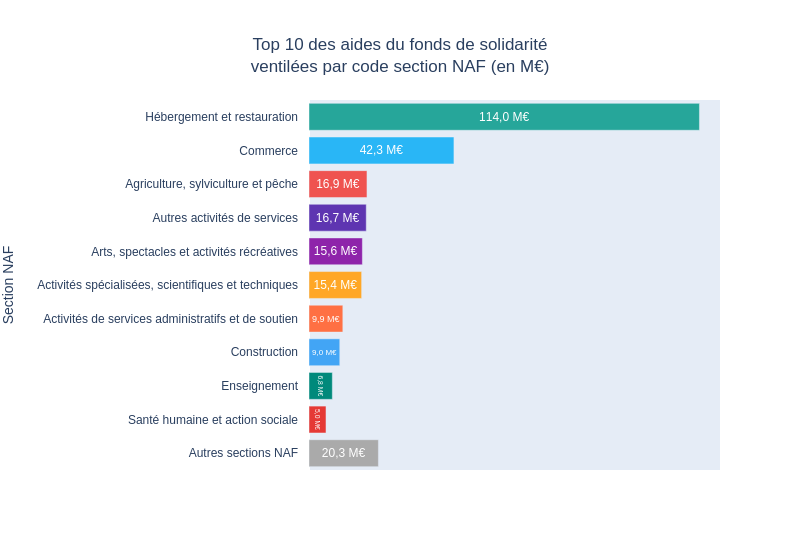 Top 10 des aides du fonds de solidarité
ventilées par code section NAF (en M€)
Section NAF
Hébergement et restauration 114,0 M€
Commerce 42,3 M€
Agriculture, sylviculture et pêche 16,9 M€
Autres activités de services 16,7 M€
Arts, spectacles et activités récréatives 15,6 M€
Activités spécialisées, scientifiques et techniques 15,4 M€
Activités de services administratifs et de soutien 9,9 M€
Construction 9,0 M€
Enseignement 6,8 M€
Santé humaine et action sociale 5,0 M€
Autres sections NAF 20,3 M€